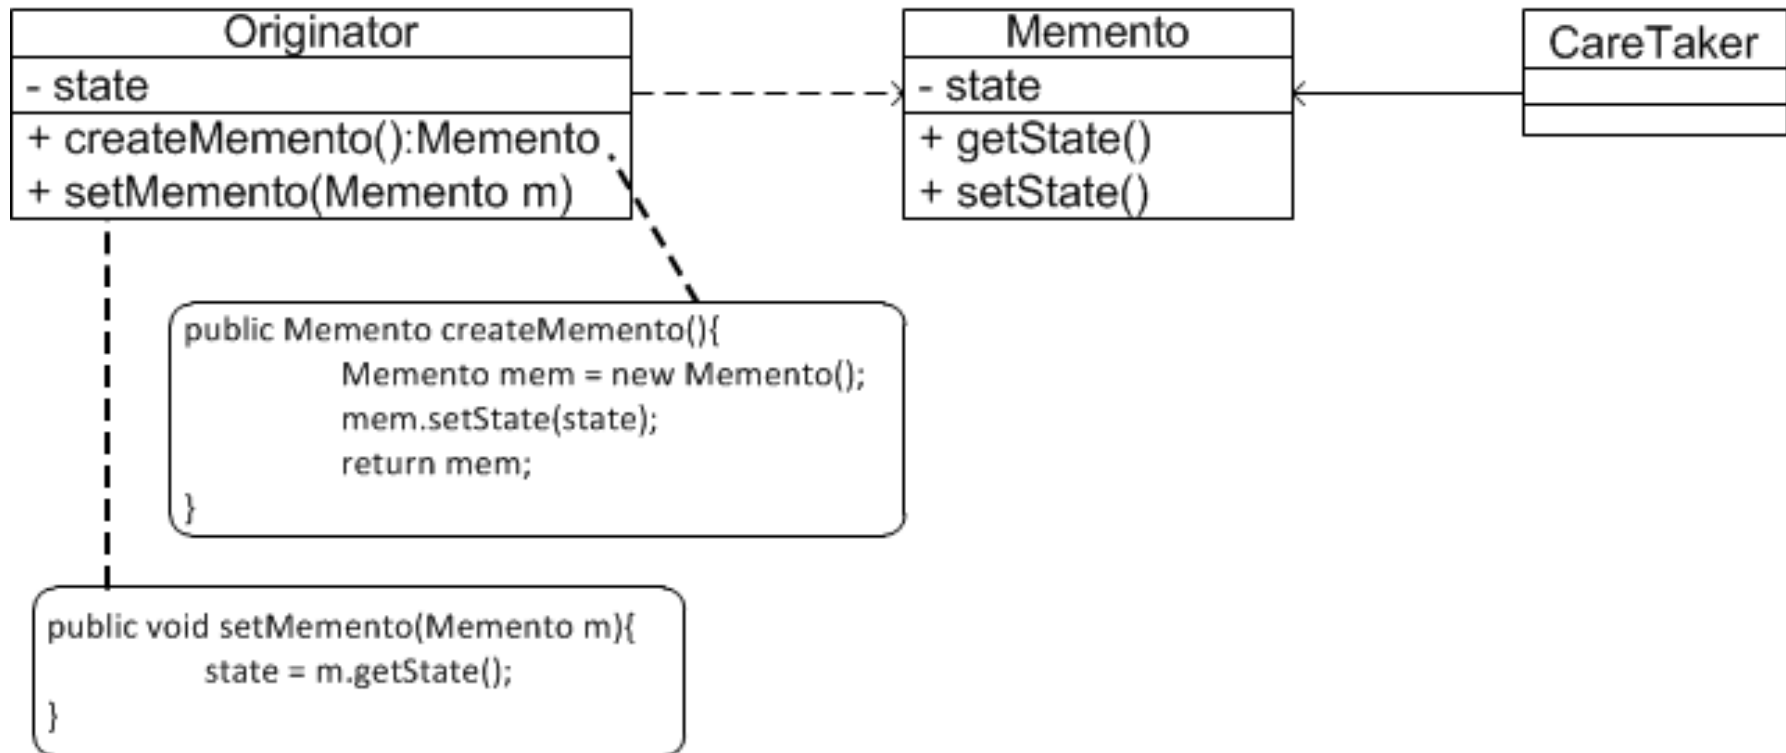 Originator
- state
+ createMemento():Memento
+ setMemento(Memento m)
Memento
- state
+ getState()
+ setState()
CareTaker
public Memento createMemento(){
Memento mem = new Memento();
mem.setState(state);
return mem;
}
public void setMemento(Memento m){
state = m.getState();
}